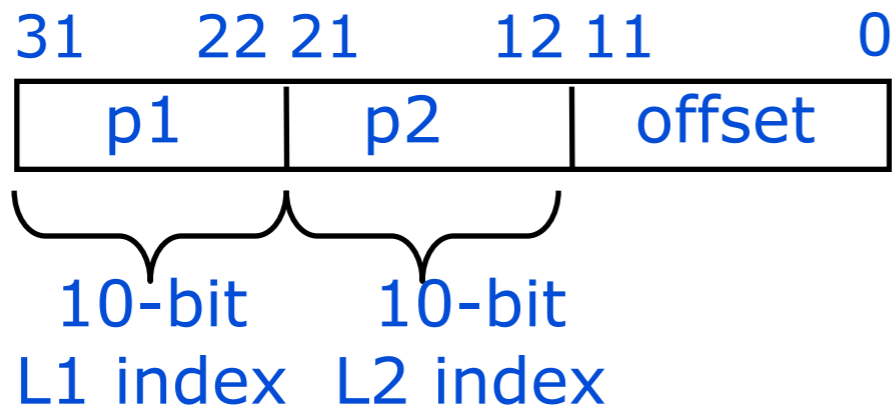 31 22 21 12 11 0
p1 p2 offset
10-bit 10-bit
L1 index L2 index